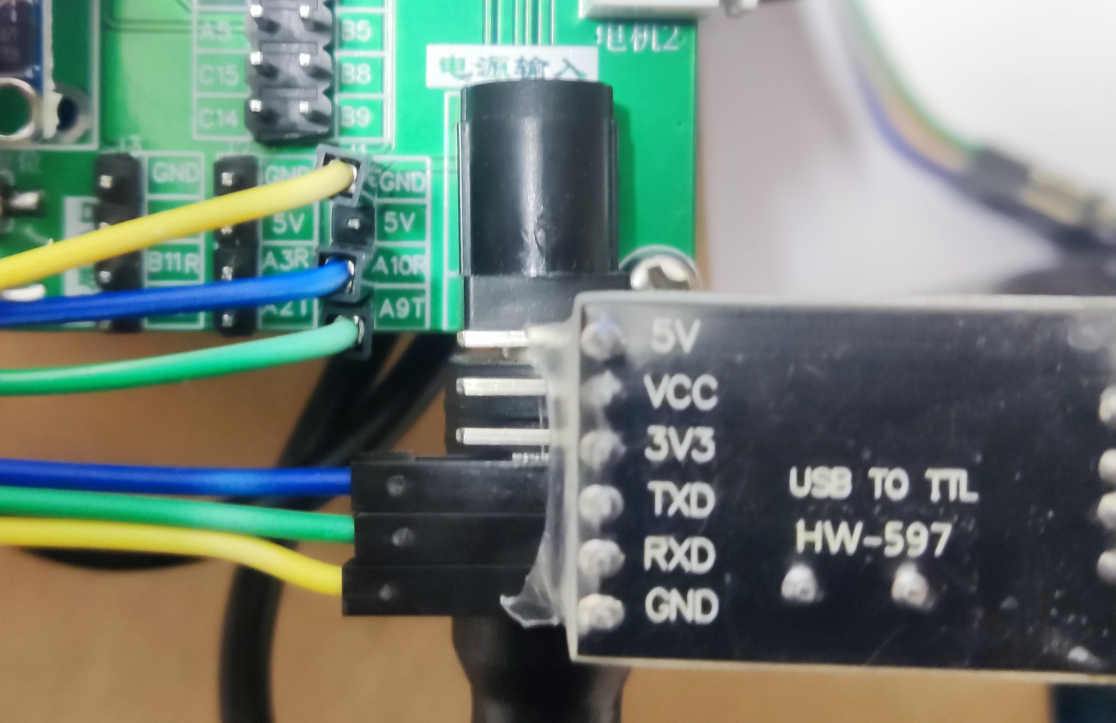 A5
B5
电机2
C15
B8
电源输入
C14
B9
GND
GND
GND
5V
5V
B11R
A3R
A10R
A2T
A9T
5V
VCC
3V3
TXD
RXD
GND
USB TO TTL
HW-597